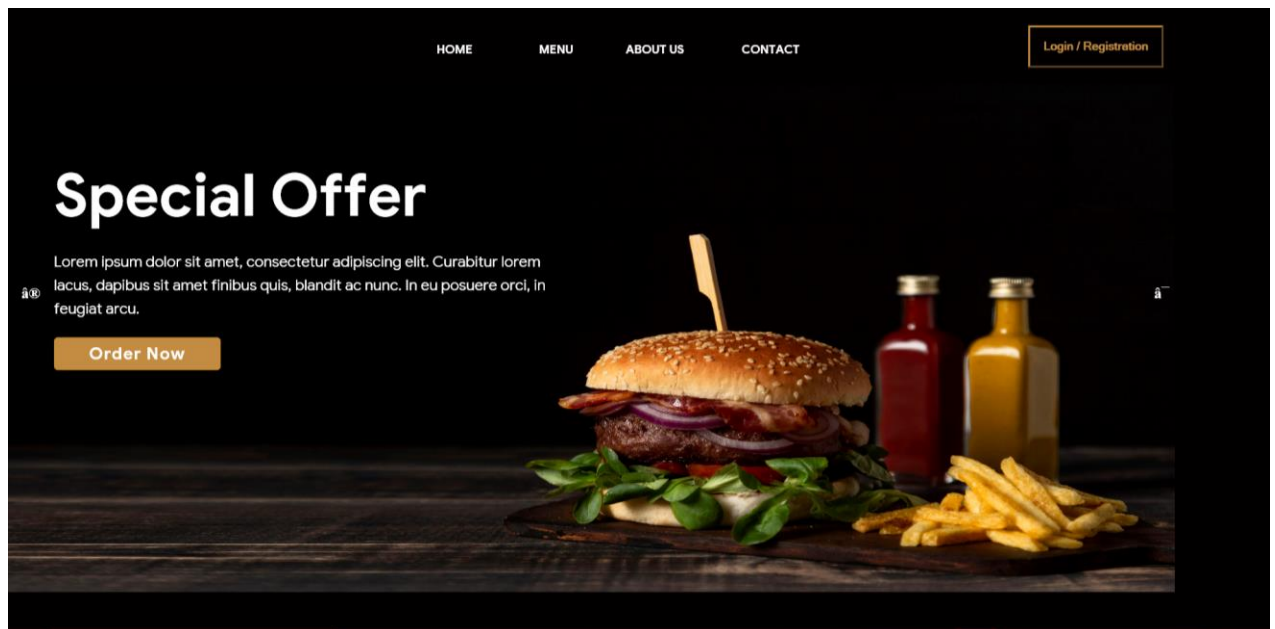 HOME MENU ABOUT US CONTACT Login / Registration
Special Offer
Lorem ipsum dolor sit amet, consectetur adipiscing elit. Curabitur lorem
lacus, dapibus sit amet finibus quis, blandit ac nunc. In eu posuere orci, in
feugiat arcu.
â® â¯
Order Now